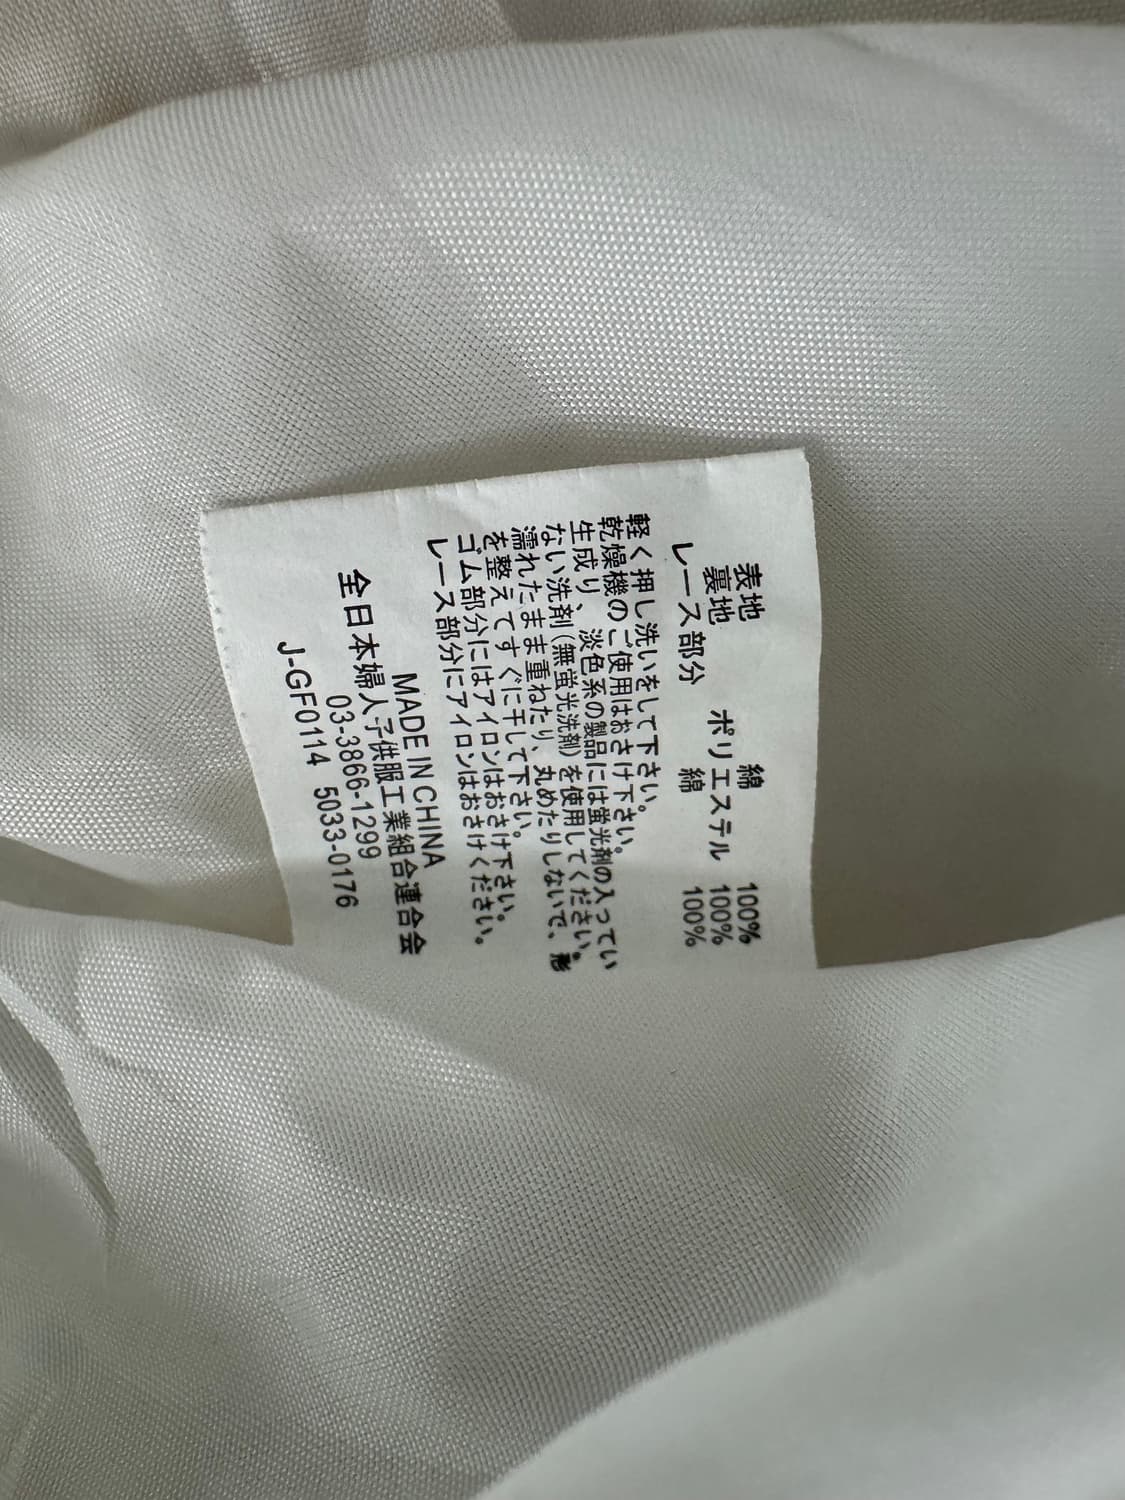 表地 綿 100%
裏地 ポリエステル 100%
レース部分 綿 100%
軽く押し洗いをして下さい。
乾燥機のご使用はおさけ下さい。
生成り、淡色系の製品には蛍光剤の入ってい
ない洗剤(無蛍光洗剤)を使用してください。
濡れたまま重ねたり、丸めたりしないで、形
を整えてすぐに干して下さい。
ゴム部分にはアイロンはおさけ下さい。
レース部分にアイロンはおさけください。
MADE IN CHINA
全日本婦人子供服工業組合連合会
03-3866-1299
J-GF0114 5033-0176